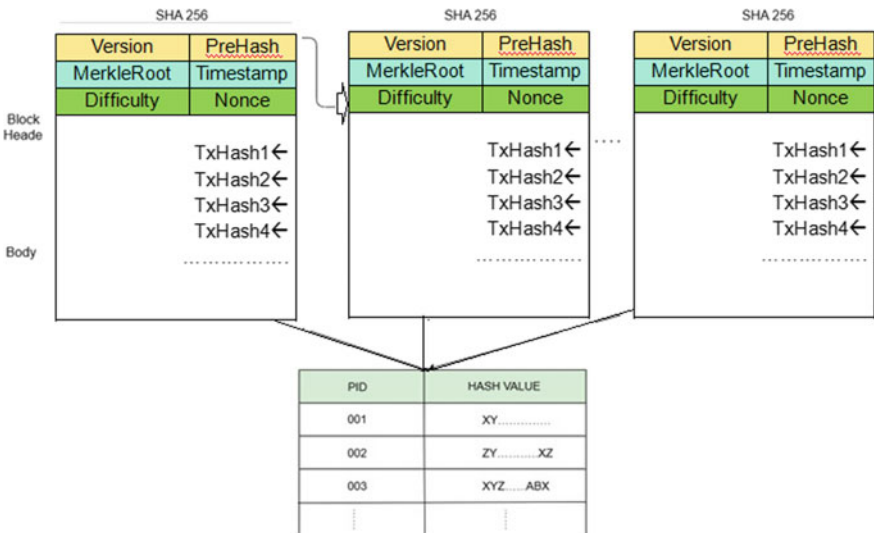 SHA 256 SHA 256 SHA 256
Version PreHash Version PreHash Version PreHash
MerkleRoot Timestamp MerkleRoot Timestamp MerkleRoot Timestamp
Difficulty Nonce Difficulty Nonce Difficulty Nonce
Block
Heade
TxHash1← TxHash1← TxHash1←
TxHash2← TxHash2← TxHash2←
TxHash3← TxHash3← TxHash3←
TxHash4← TxHash4← TxHash4←
Body
PID HASH VALUE
001 XY..............
002 ZY...........XZ
003 XYZ......ABX